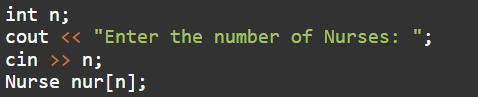 int n;
cout << "Enter the number of Nurses: ";
cin >> n;
Nurse nur[n];